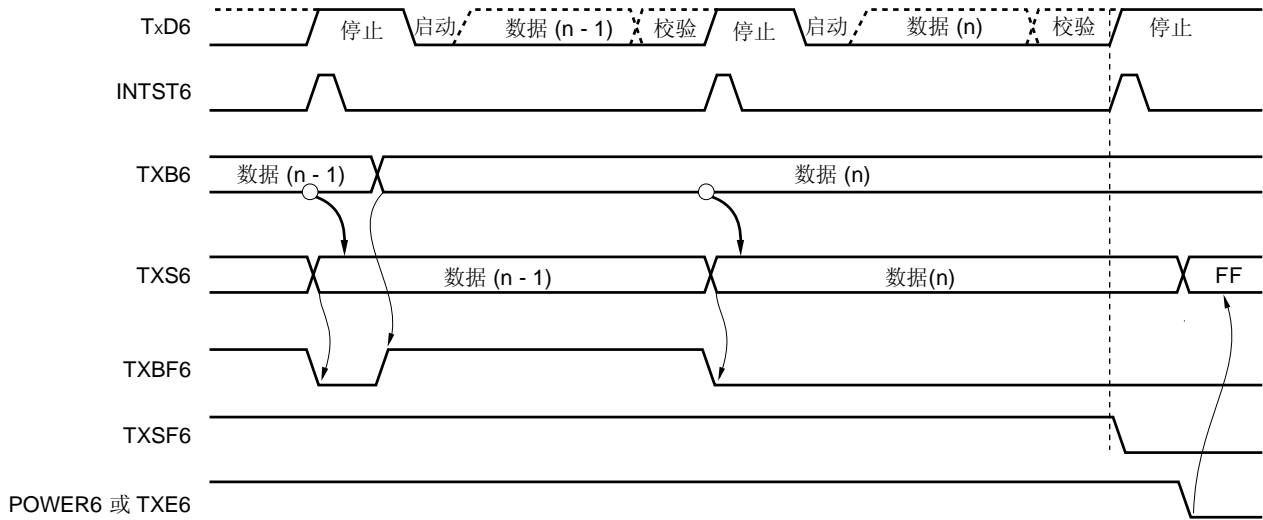 TxD6 停止 启动 数据 (n - 1) 校验 停止 启动 数据 (n) 校验 停止
INTST6
TXB6 数据 (n - 1) 数据 (n)
TXS6 数据 (n - 1) 数据(n) FF
TXBF6
TXSF6
POWER6 或 TXE6